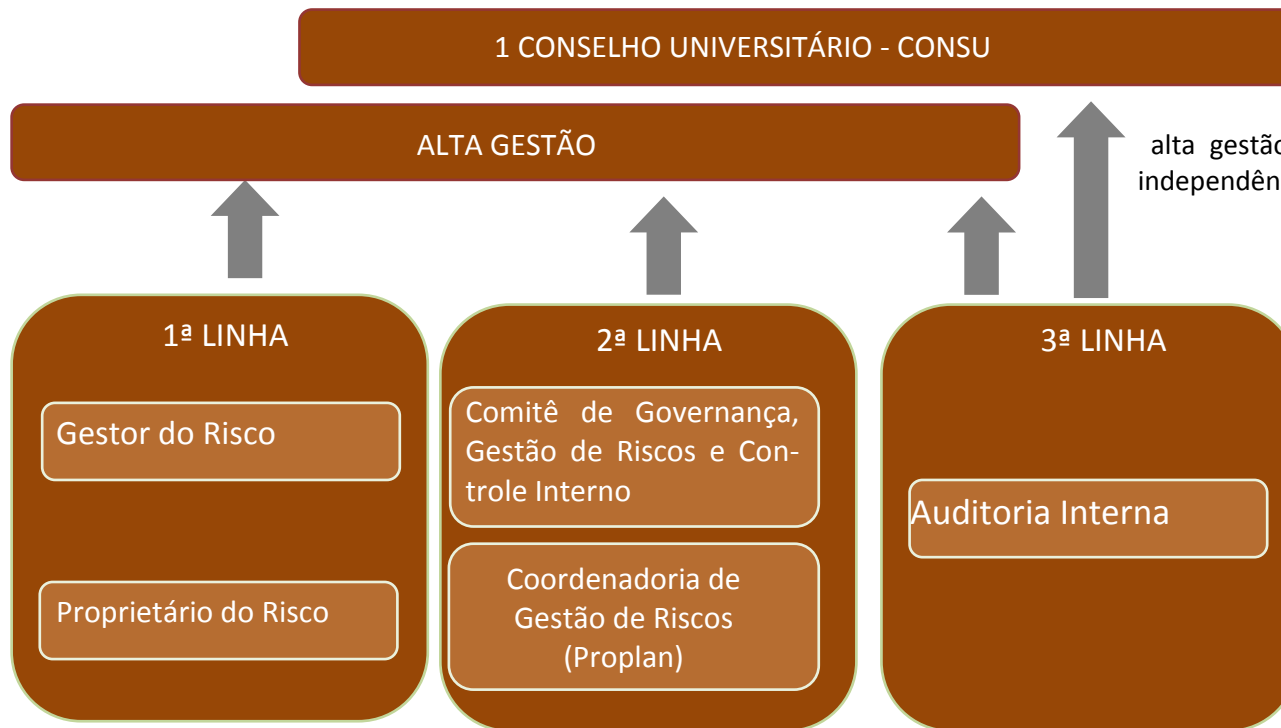 1 CONSELHO UNIVERSITÁRIO - CONSU
ALTA GESTÃO
alta gestão
independên
1ª LINHA
Gestor do Risco
Proprietário do Risco
2ª LINHA
Comitê de Governança,
Gestão de Riscos e Con-
trole Interno
Coordenadoria de
Gestão de Riscos
(Proplan)
3ª LINHA
Auditoria Interna